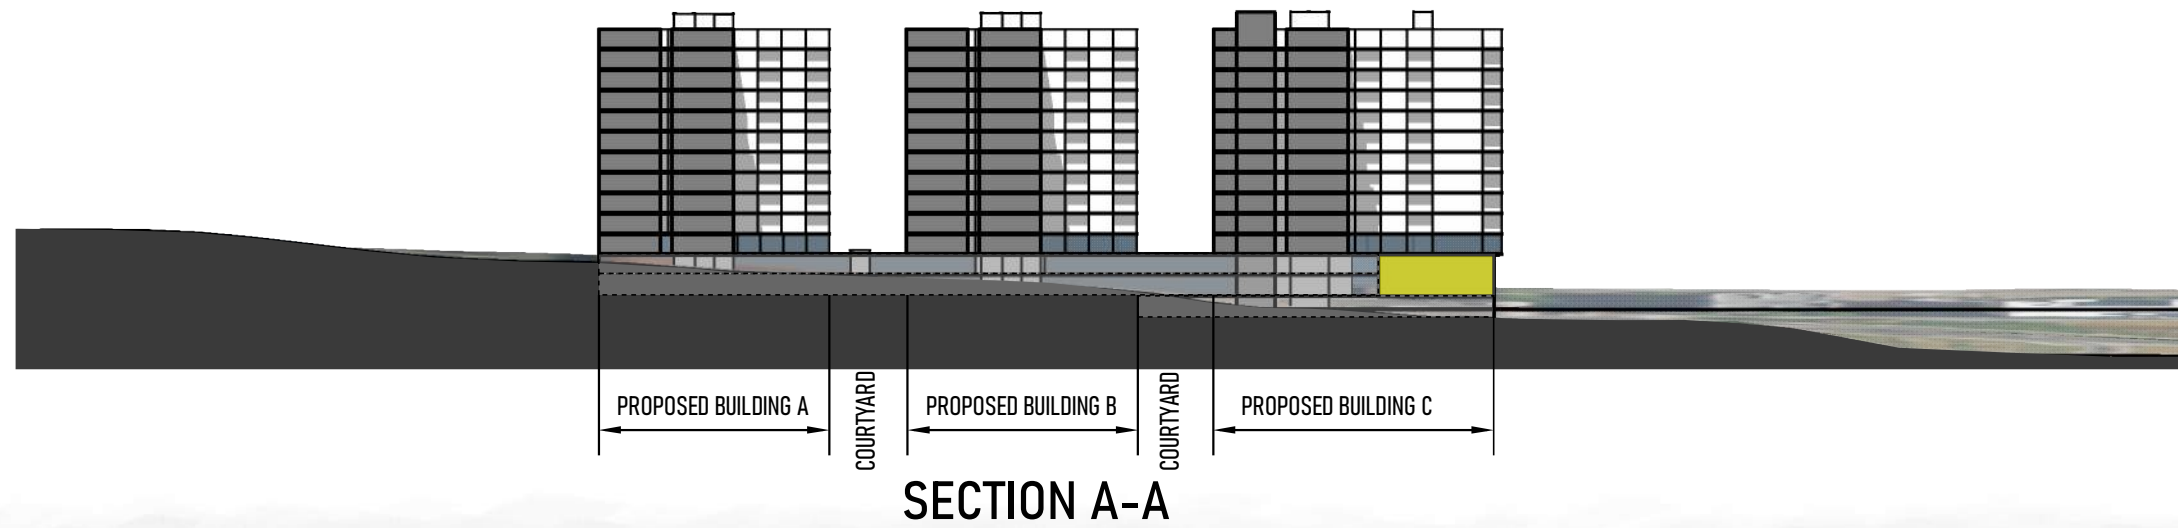 PROPOSED BUILDING A
COURTYARD
PROPOSED BUILDING B
COURTYARD
PROPOSED BUILDING C
SECTION A-A